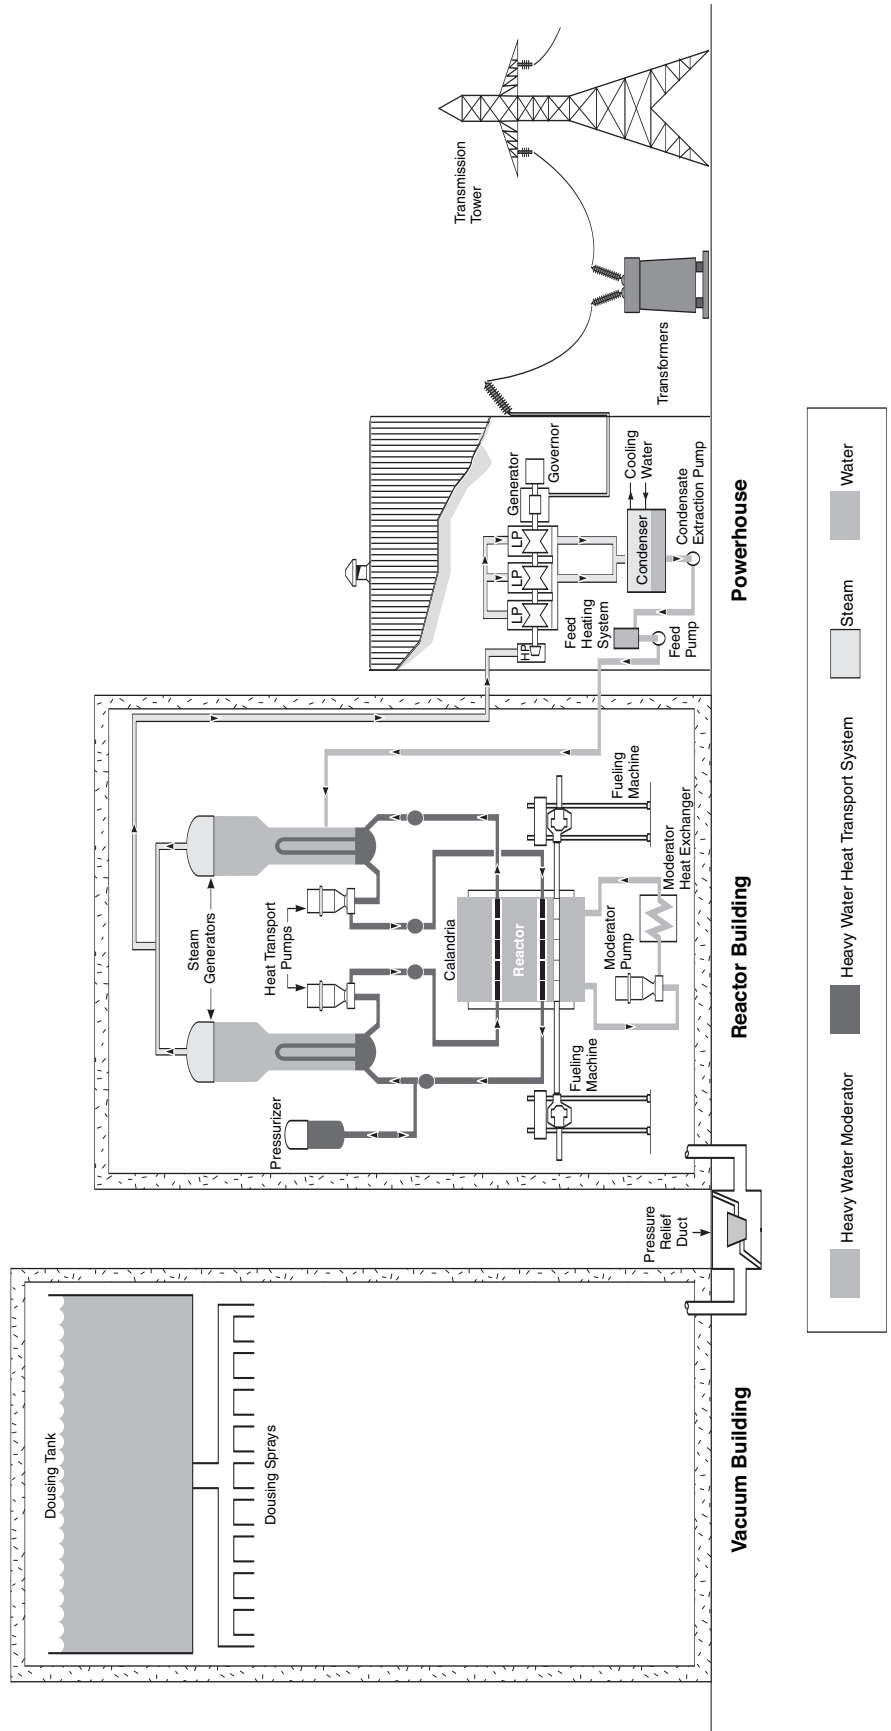 Dousing Tank
Dousing Sprays
Vacuum Building
Pressure
Relief
Duct
Pressurizer
Steam
Generators
Heat Transport
Pumps
Calandria
Reactor
Fueling
Machine
Moderator
Pump
Moderator
Heat Exchanger
Fueling
Machine
Reactor Building
HP
LP
LP
LP
Generator
Governor
Feed
Heating
System
Feed
Pump
Condenser
Cooling
Water
Condensate
Extraction Pump
Powerhouse
Transformers
Transmission
Tower
Heavy Water Moderator
Heavy Water Heat Transport System
Steam
Water